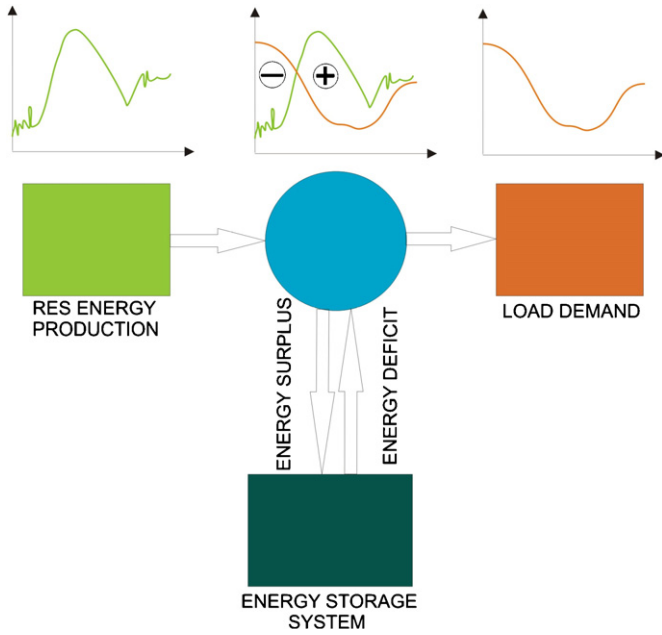 − +
RES ENERGY
PRODUCTION
ENERGY SURPLUS
ENERGY DEFICIT
LOAD DEMAND
ENERGY STORAGE
SYSTEM